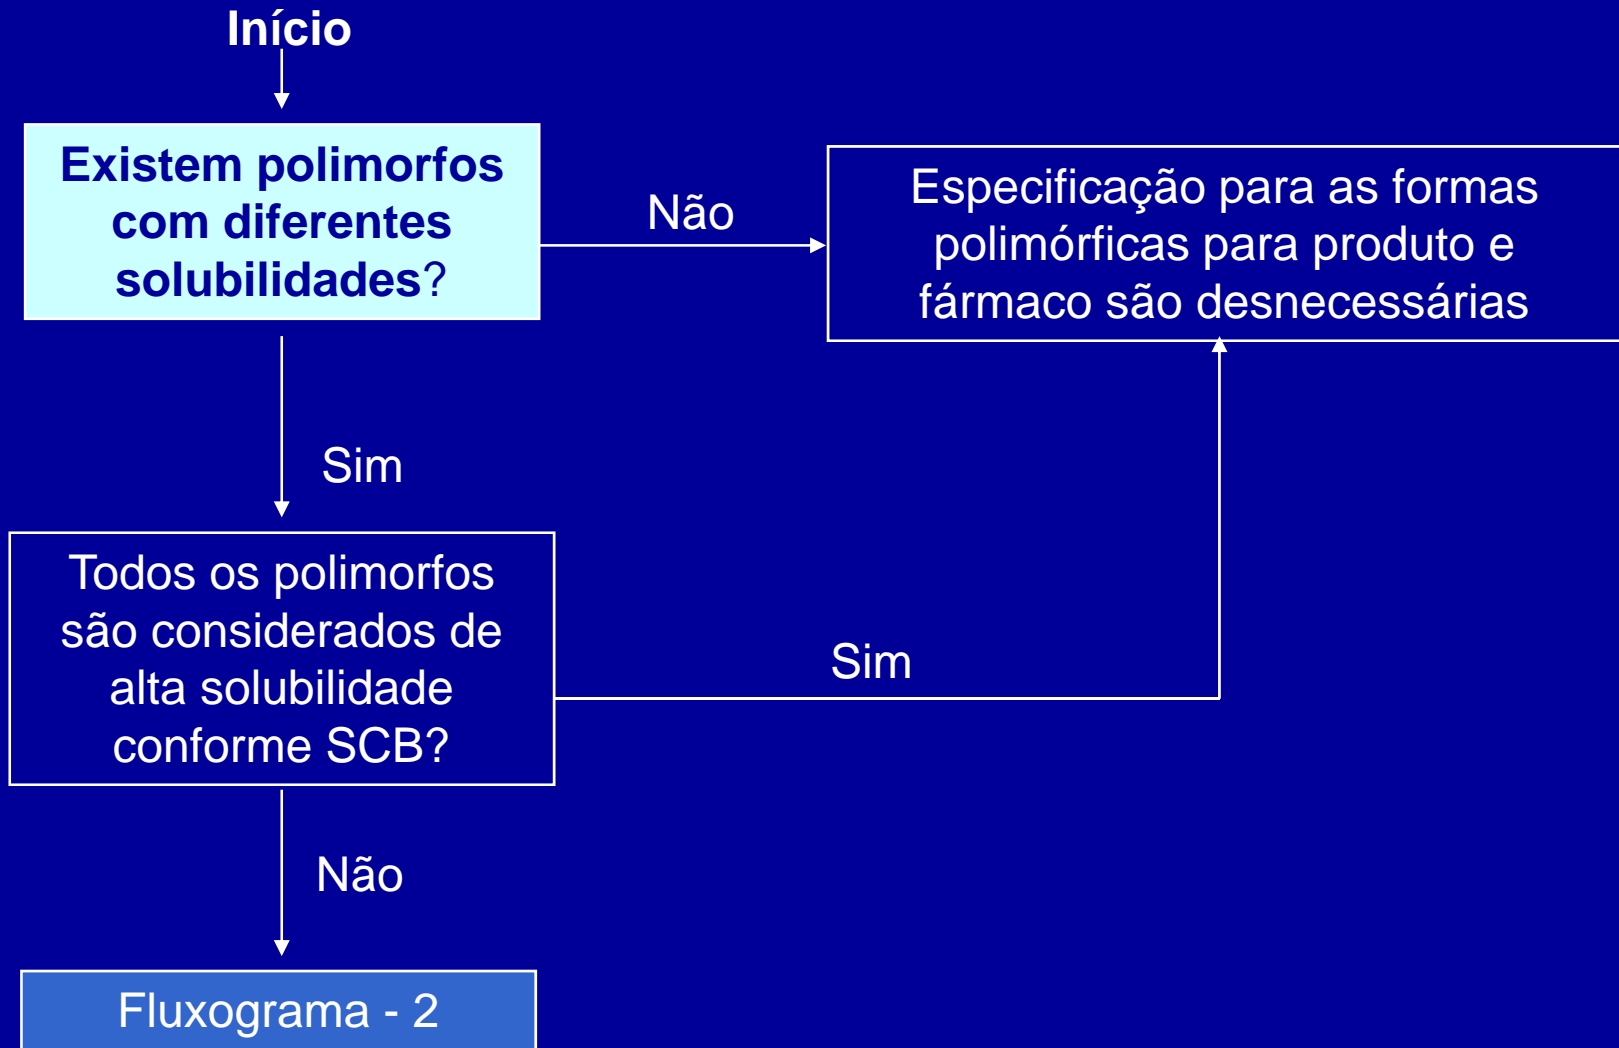 Início
Existem polimorfos
com diferentes
solubilidades?
Não
Especificação para as formas
polimórficas para produto e
fármaco são desnecessárias
Sim
Todos os polimorfos
são considerados de
alta solubilidade
conforme SCB?
Sim
Não
Fluxograma - 2